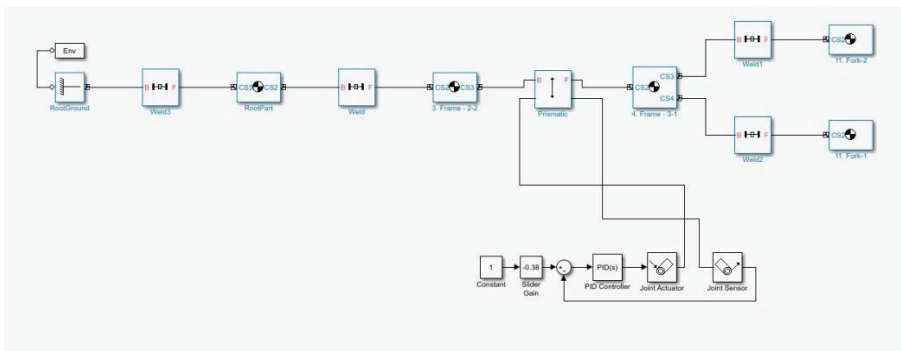 Env
RootGround
B F
Weld3
CS1 CS2
RootPart
B F
Weld
CS2 CS3
3. Frame - 2-2
B F
Prismatic
CS2 CS3 CS4
4. Frame - 3-1
B F
Weld1
CS2
11. Fork-2
B F
Weld2
CS2
11. Fork-1
1
Constant
-0.38
Slider
Gain
PID(s)
PID Controller
Joint Actuator
Joint Sensor